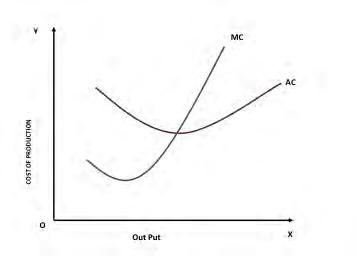 Y
MC
AC
COST OF PRODUCTION
O
X
Out Put